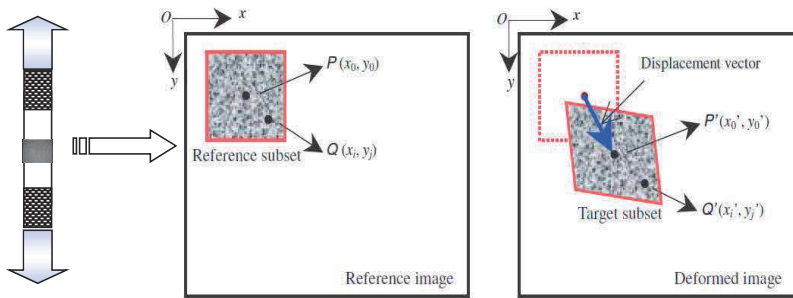 O x
y
P (x₀, y₀)
Q (xᵢ, yⱼ)
Reference subset
Reference image
O x
y
Displacement vector
P'(x₀', y₀')
Q'(xᵢ', yⱼ')
Target subset
Deformed image